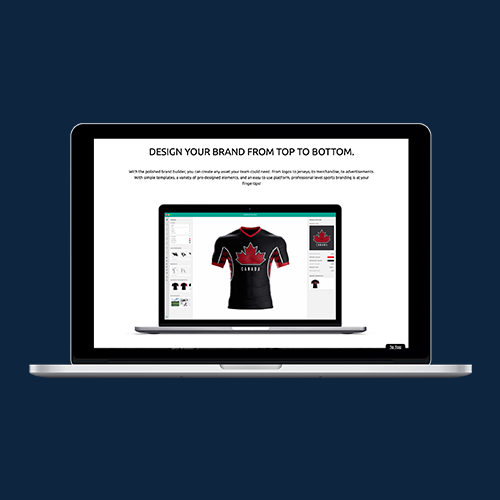 DESIGN YOUR BRAND FROM TOP TO BOTTOM.
With the polished brand builder, you can create any asset your team could need. From logos to jerseys, to merchandise, to advertisements.
With simple templates, a variety of pre-designed elements, and an easy to use platform, professional level sports branding is at your
fingertips!
CANADA
CANADA